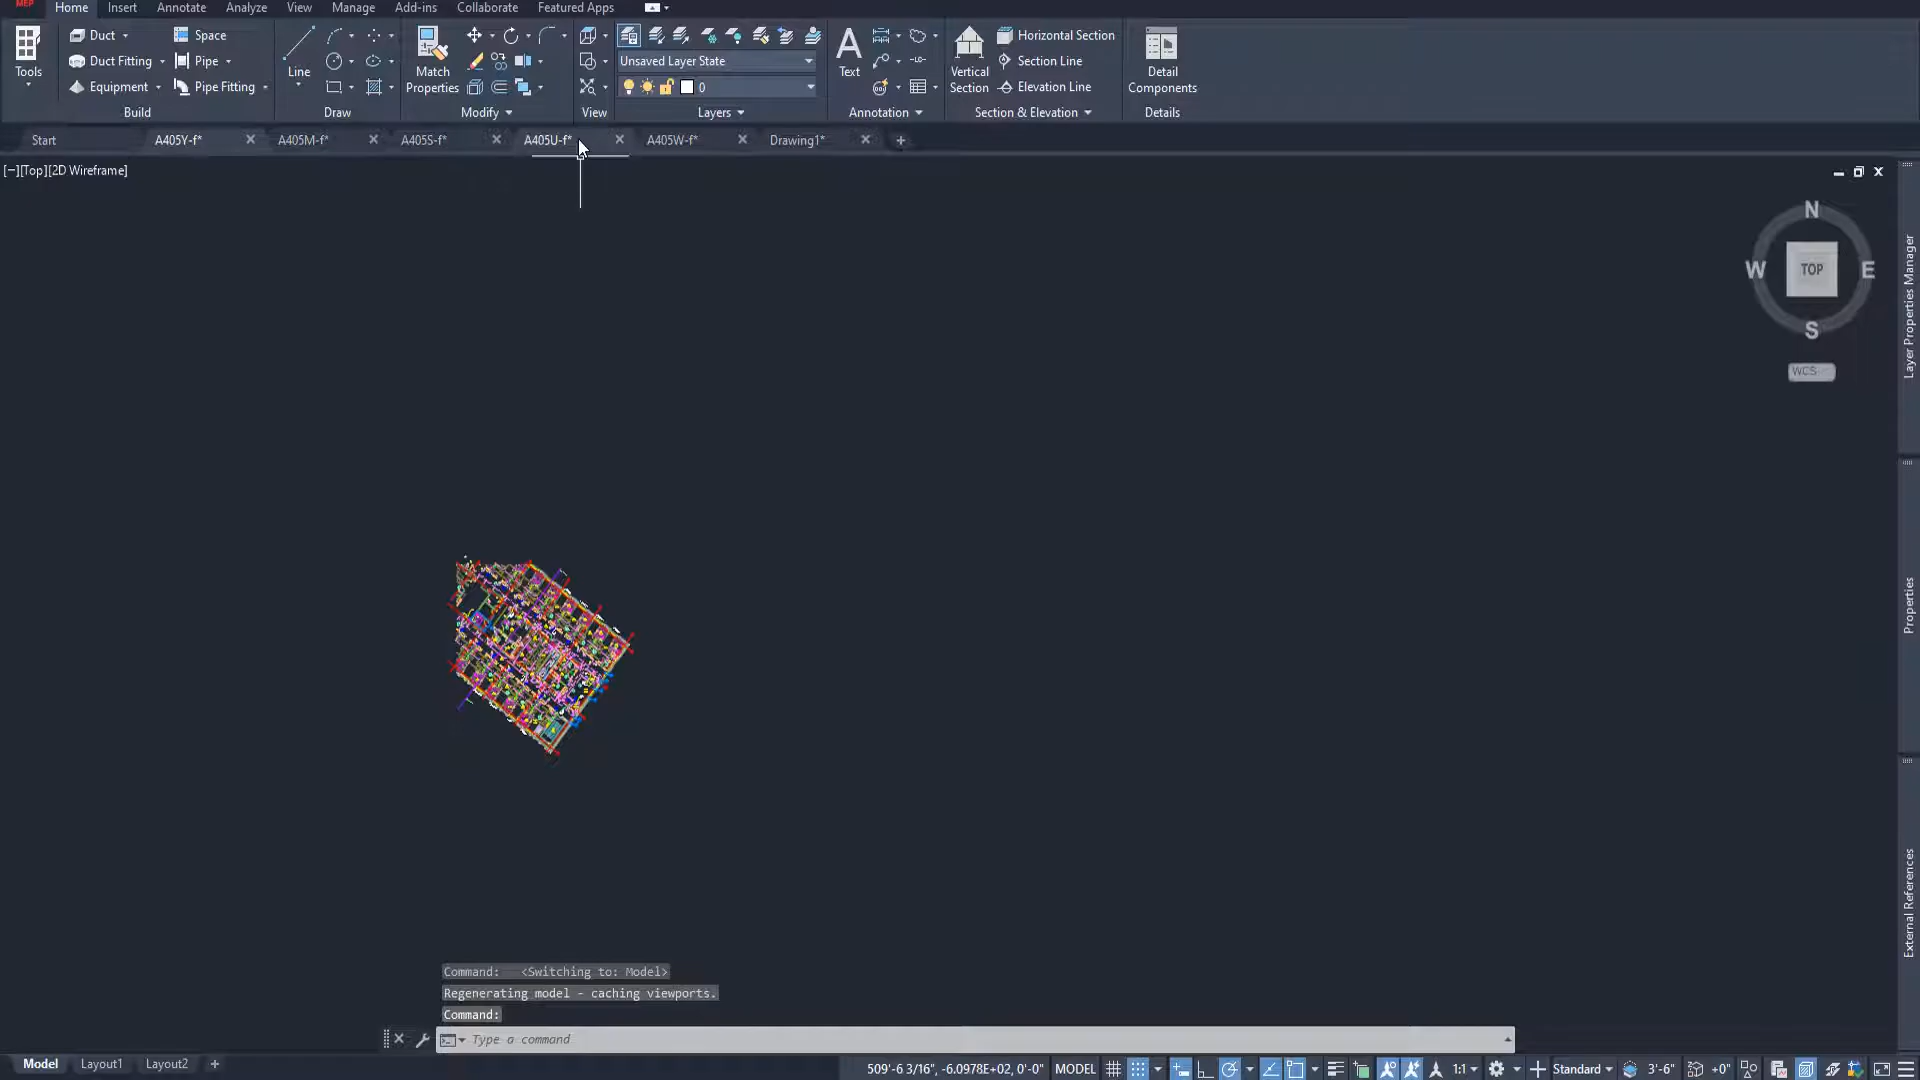 MEP
Home Insert Annotate Analyze View Manage Add-ins Collaborate Featured Apps
Tools
Duct
Duct Fitting
Equipment
Space
Pipe
Pipe Fitting
Build
Line
Draw
Match
Properties
Modify
View
Unsaved Layer State
0
Layers
A
Text
Annotation
Vertical
Section
Horizontal Section
Section Line
Elevation Line
Section & Elevation
Detail
Components
Details
Start A405Y-f* A405M-f* A405S-f* A405U-f* A405W-f* Drawing1*
[−][Top][2D Wireframe]
N
W TOP E
S
WCS
Layer Properties Manager
Properties
External References
Command: <Switching to: Model>
Regenerating model - caching viewports.
Command:
Type a command
Model Layout1 Layout2 +
509'-6 3/16", -6.0978E+02, 0'-0" MODEL 1:1 Standard 3'-6" +0"